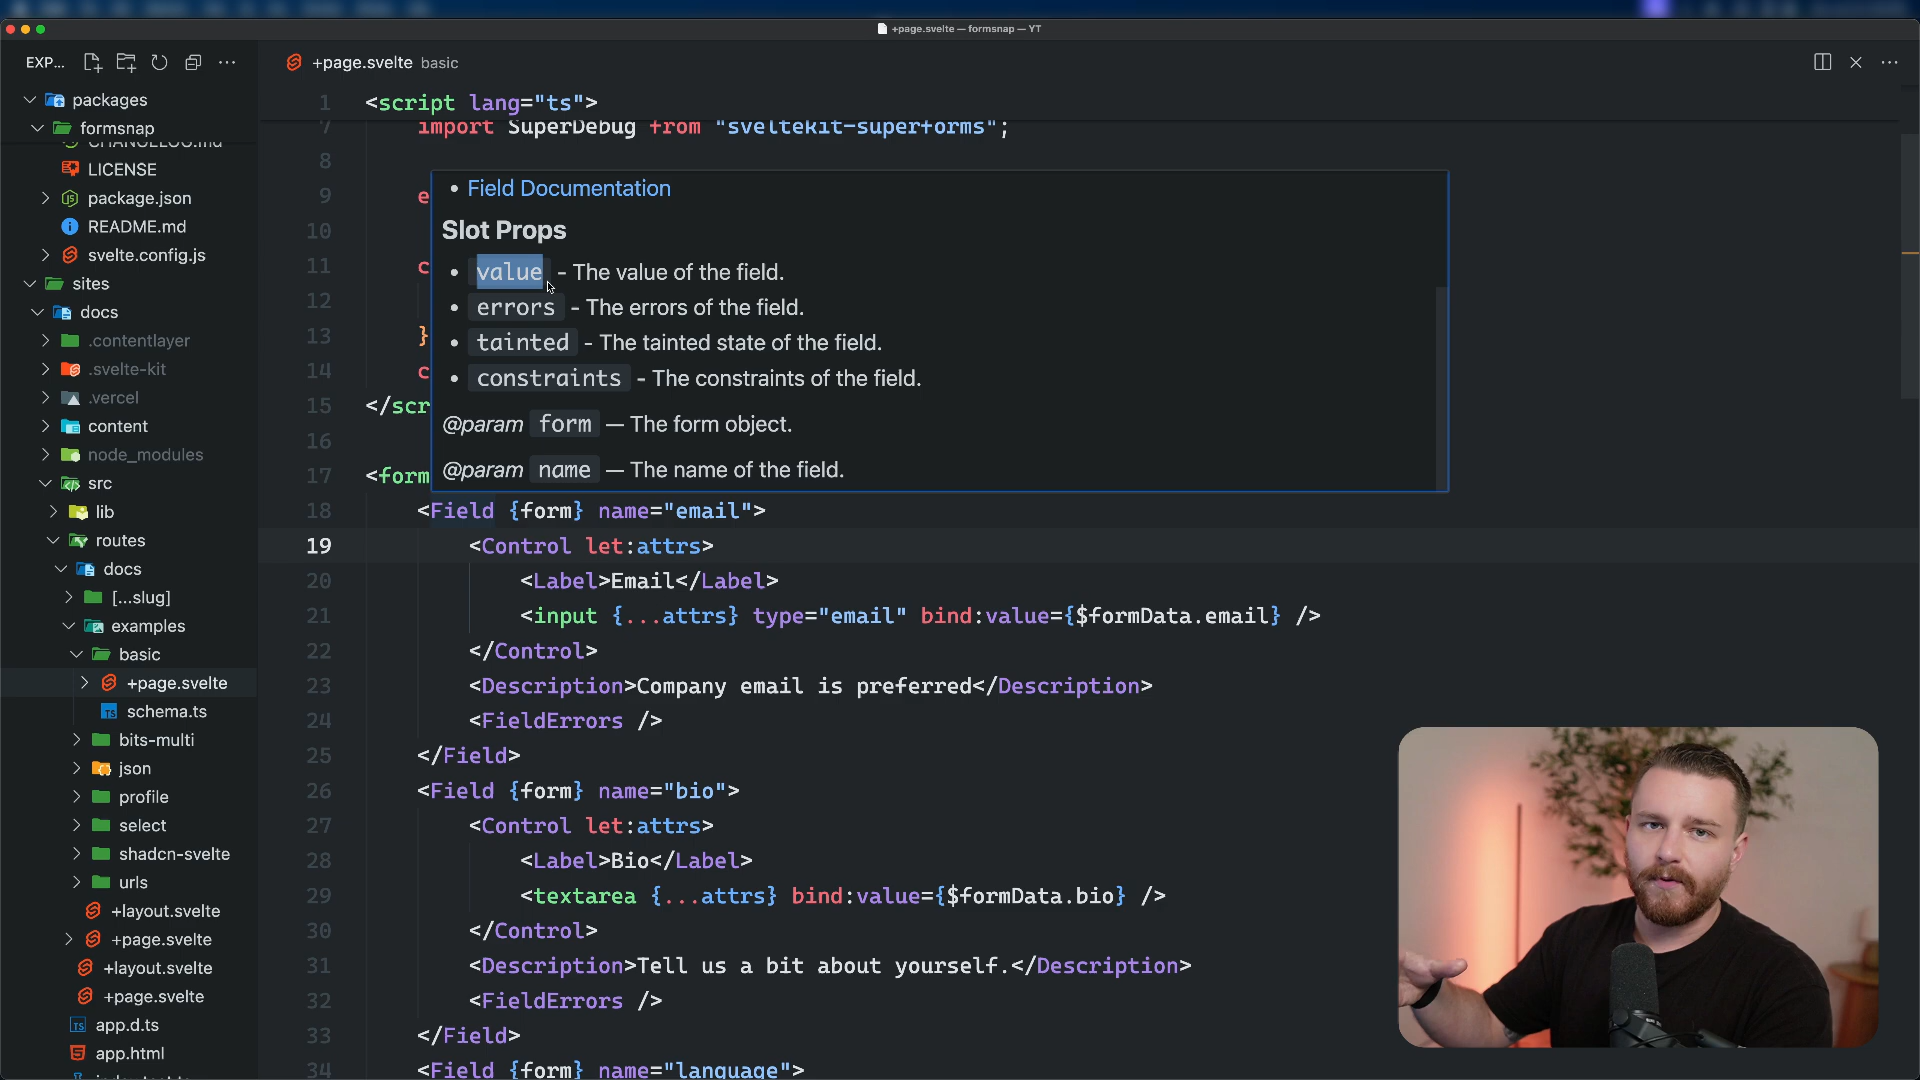 +page.svelte — formsnap — YT
EXP...
packages
formsnap
CHANGELOG.md
LICENSE
package.json
README.md
svelte.config.js
sites
docs
.contentlayer
.svelte-kit
.vercel
content
node_modules
src
lib
routes
docs
[...slug]
examples
basic
+page.svelte
schema.ts
bits-multi
json
profile
select
shadcn-svelte
urls
+layout.svelte
+page.svelte
+layout.svelte
+page.svelte
app.d.ts
app.html
+page.svelte basic
1 <script lang="ts">
7 import SuperDebug from "sveltekit-superforms";
8
9 e
10
11 c
12
13 }
14 c
15 </scr
16
17 <form
Field Documentation
Slot Props
• value - The value of the field.
• errors - The errors of the field.
• tainted - The tainted state of the field.
• constraints - The constraints of the field.
@param form — The form object.
@param name — The name of the field.
18 <Field {form} name="email">
19 <Control let:attrs>
20 <Label>Email</Label>
21 <input {...attrs} type="email" bind:value={$formData.email} />
22 </Control>
23 <Description>Company email is preferred</Description>
24 <FieldErrors />
25 </Field>
26 <Field {form} name="bio">
27 <Control let:attrs>
28 <Label>Bio</Label>
29 <textarea {...attrs} bind:value={$formData.bio} />
30 </Control>
31 <Description>Tell us a bit about yourself.</Description>
32 <FieldErrors />
33 </Field>
34 <Field {form} name="language">